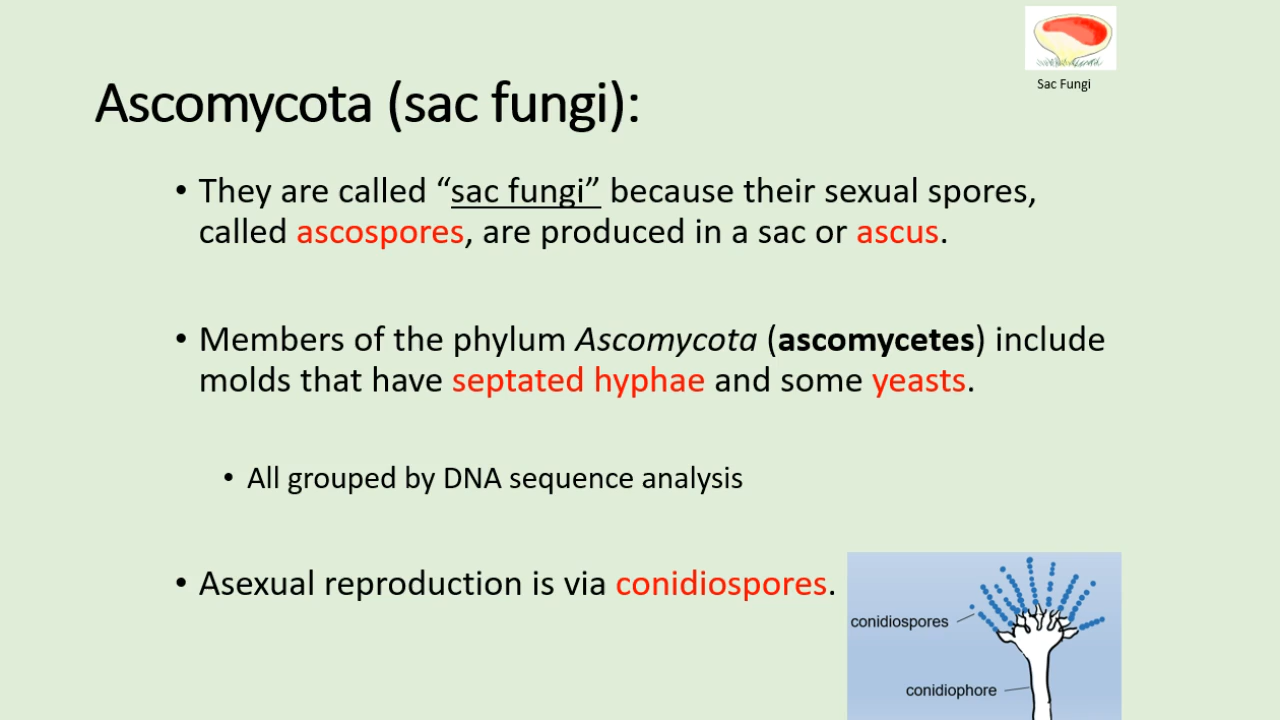 Sac Fungi
Ascomycota (sac fungi):
• They are called “sac fungi” because their sexual spores,
called ascospores, are produced in a sac or ascus.
• Members of the phylum Ascomycota (ascomycetes) include
molds that have septated hyphae and some yeasts.
• All grouped by DNA sequence analysis
• Asexual reproduction is via conidiospores.
conidiospores
conidiophore